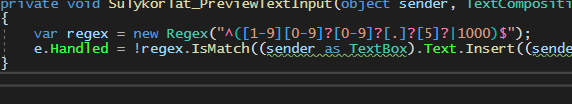 private void SulykorTat_PreviewTextInput(object sender, TextCompositi
{
var regex = new Regex("^([1-9][0-9]?[0-9]?[.]?[5]?|1000)$");
e.Handled = !regex.IsMatch((sender as TextBox).Text.Insert((sende
}